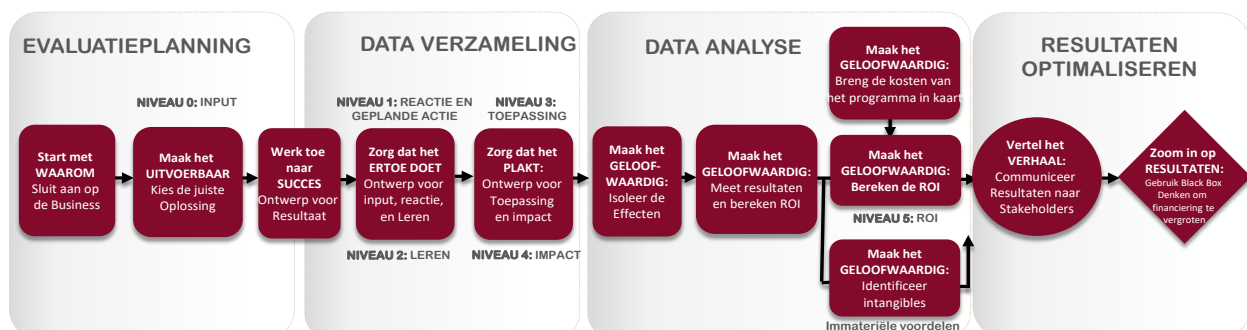 EVALUATIEPLANNING
NIVEAU 0: INPUT
Start met
WAAROM
Sluit aan op
de Business
Maak het
UITVOERBAAR
Kies de juiste
Oplossing
Werk toe
naar
SUCCES
Ontwerp voor
Resultaat
DATA VERZAMELING
NIVEAU 1: REACTIE EN
GEPLANDE ACTIE
Zorg dat het
ERTOE DOET
Ontwerp voor
input, reactie,
en Leren
NIVEAU 2: LEREN
NIVEAU 3:
TOEPASSING
Zorg dat het
PLAKT:
Ontwerp voor
Toepassing
en impact
NIVEAU 4: IMPACT
DATA ANALYSE
Maak het
GELOOF-
WAARDIG:
Isoleer de
Effecten
Maak het
GELOOFWAARDIG:
Meet resultaten
en bereken ROI
Maak het
GELOOFWAARDIG:
Breng de kosten van
het programma in kaart
Maak het
GELOOFWAARDIG:
Bereken de ROI
NIVEAU 5: ROI
Maak het
GELOOFWAARDIG:
Identificeer
intangibles
Immateriële voordelen
RESULTATEN
OPTIMALISEREN
Vertel het
VERHAAL:
Communiceer
Resultaten naar
Stakeholders
Zoom in op
RESULTATEN:
Gebruik Black Box
Denken om
financiering te
vergroten